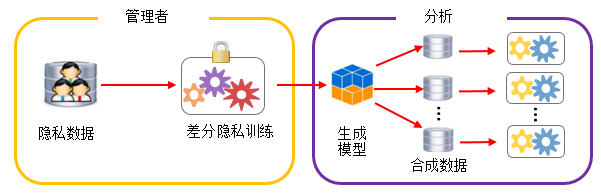 管理者
分析
隐私数据
差分隐私训练
生成
模型
合成数据